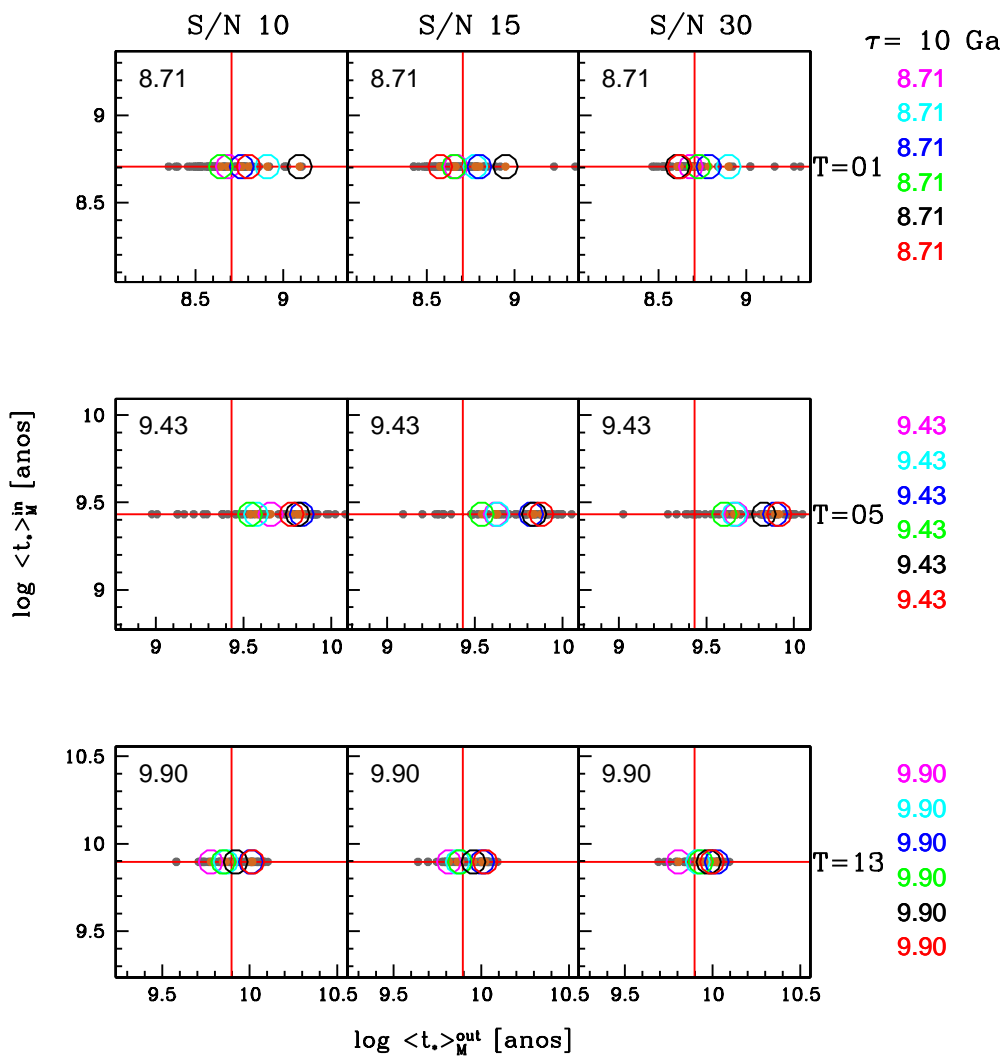 S/N 10 S/N 15 S/N 30
τ= 10 Ga
8.71 8.71 8.71
8.71
8.71
8.71
8.71
8.71
8.71
T=01
9
8.5
8.5 9 8.5 9 8.5 9
log <t*>M^in [anos]
9.43 9.43 9.43
9.43
9.43
9.43
9.43
9.43
9.43
T=05
10
9.5
9
9 9.5 10 9 9.5 10 9 9.5 10
9.90 9.90 9.90
9.90
9.90
9.90
9.90
9.90
9.90
T=13
10.5
10
9.5
9.5 10 10.5 9.5 10 10.5 9.5 10 10.5
log <t*>M^out [anos]